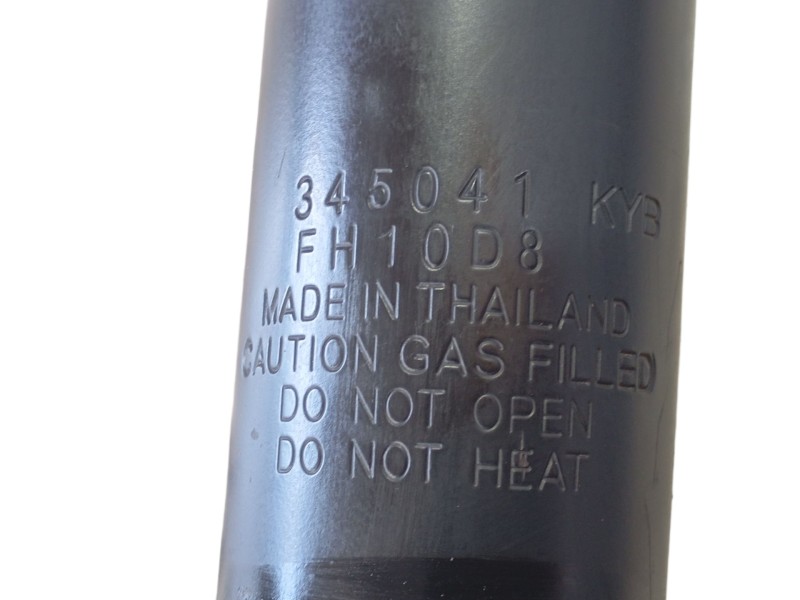 345041 KYB
FH10D8
MADE IN THAILAND
CAUTION GAS FILLED
DO NOT OPEN
DO NOT HEAT